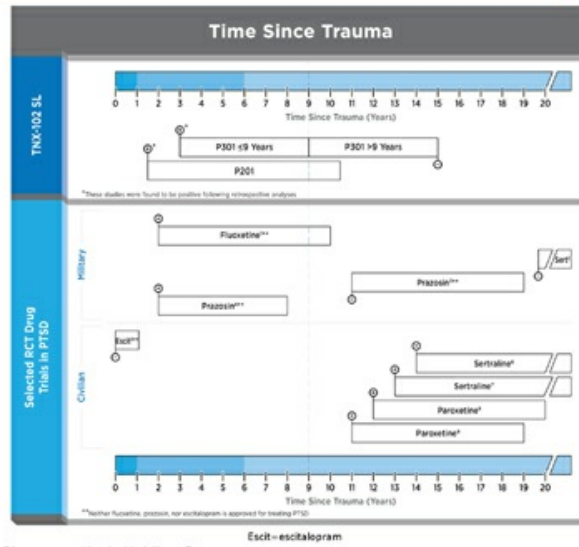 Time Since Trauma
TNX-102 SL
0 1 2 3 4 5 6 7 8 9 10 11 12 13 14 15 16 17 18 19 20
Time Since Trauma (Years)
P301 ≤9 Years
P301 >9 Years
P201
These studies were found to be positive following retrospective analyses
Selected RCT Drug
Trials in PTSD
Military
Fluoxetine
Sert
Prazosin
Prazosin
Civilian
Escit
Sertraline
Sertraline
Paroxetine
Paroxetine
0 1 2 3 4 5 6 7 8 9 10 11 12 13 14 15 16 17 18 19 20
Time Since Trauma (Years)
**Neither fluoxetine, prazosin, nor escitalopram is approved for treating PTSD
Escit=escitalopram